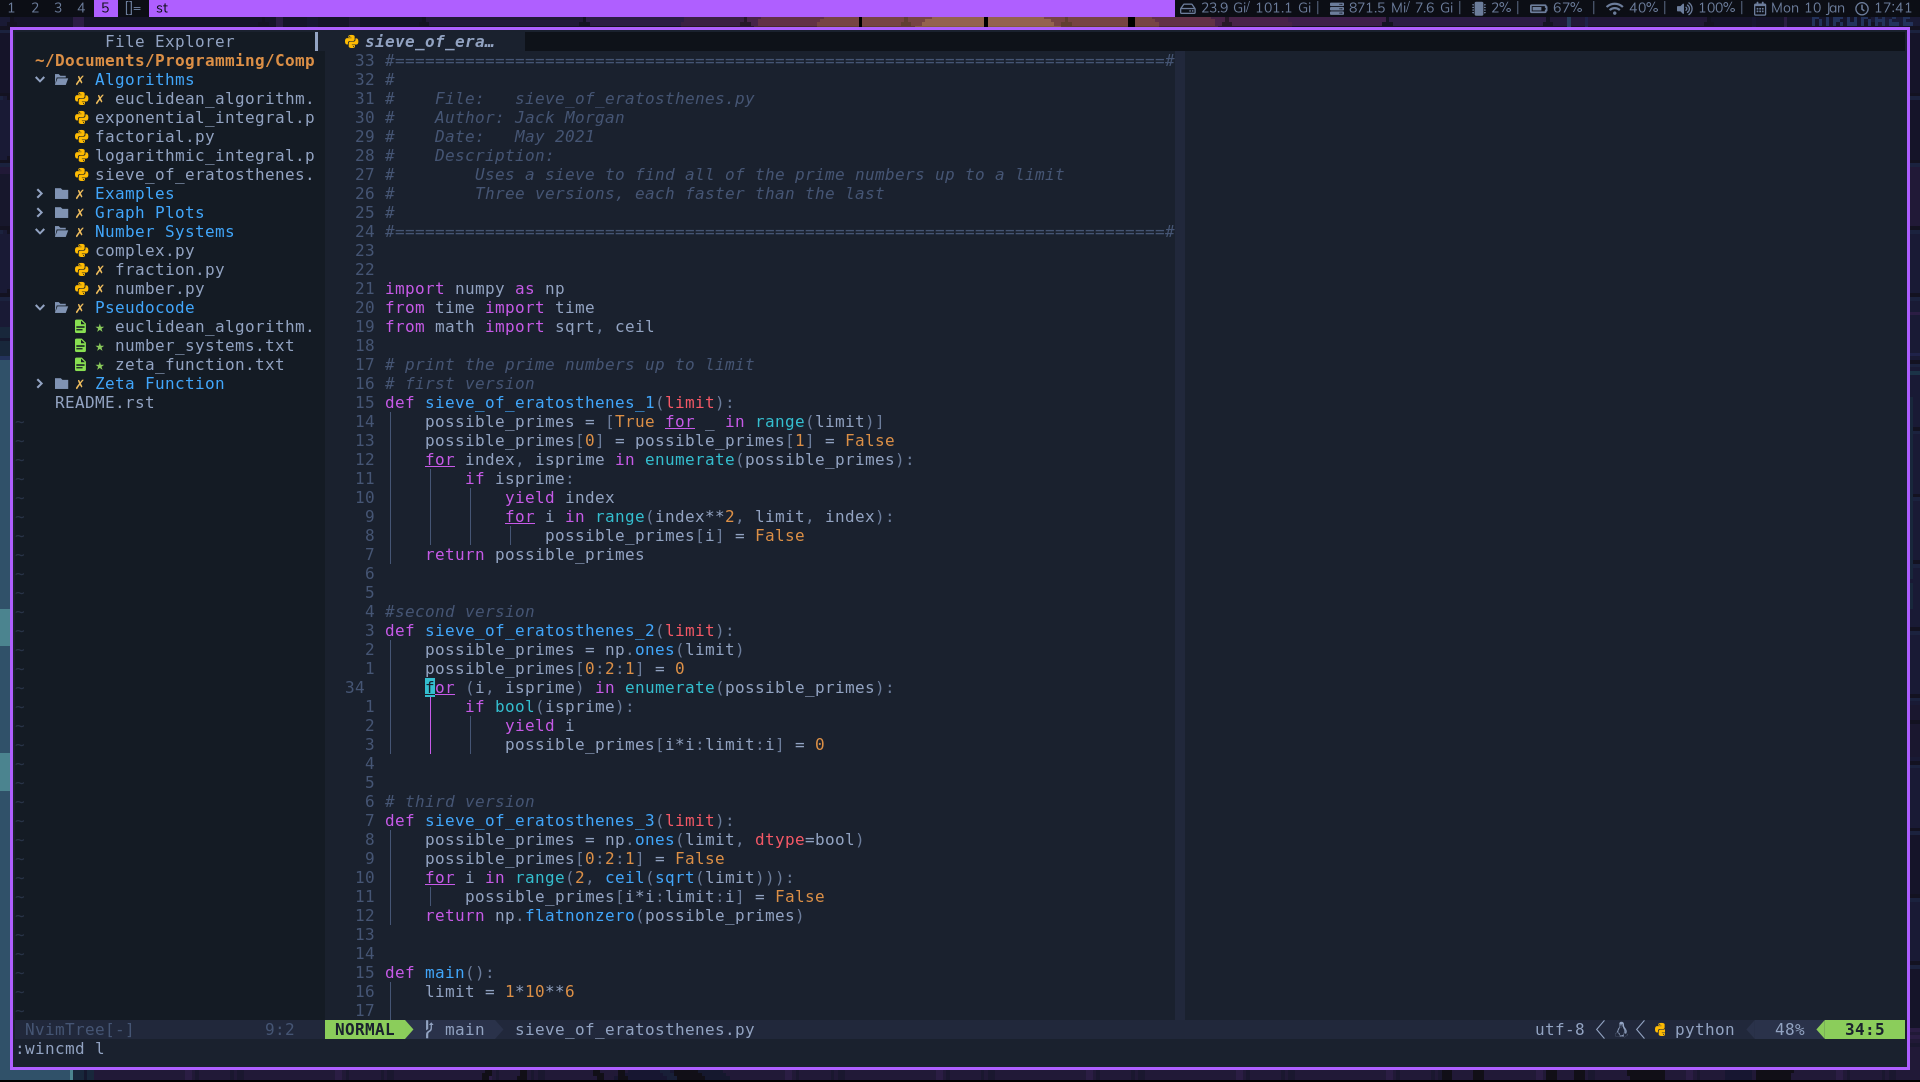 1 2 3 4 5 []= st 23.9 Gi/ 101.1 Gi | 871.5 Mi/ 7.6 Gi | 2% | 67% | 40% | 100% | Mon 10 Jan 17:41
File Explorer
~/Documents/Programming/Comp
✗ Algorithms
✗ euclidean_algorithm.
exponential_integral.p
factorial.py
logarithmic_integral.p
sieve_of_eratosthenes.
✗ Examples
✗ Graph Plots
✗ Number Systems
complex.py
✗ fraction.py
✗ number.py
✗ Pseudocode
★ euclidean_algorithm.
★ number_systems.txt
★ zeta_function.txt
✗ Zeta Function
README.rst
sieve_of_era…
33 #=============================================================================#
32 #
31 #    File:   sieve_of_eratosthenes.py
30 #    Author: Jack Morgan
29 #    Date:   May 2021
28 #    Description:
27 #        Uses a sieve to find all of the prime numbers up to a limit
26 #        Three versions, each faster than the last
25 #
24 #=============================================================================#
23
22
21 import numpy as np
20 from time import time
19 from math import sqrt, ceil
18
17 # print the prime numbers up to limit
16 # first version
15 def sieve_of_eratosthenes_1(limit):
14     possible_primes = [True for _ in range(limit)]
13     possible_primes[0] = possible_primes[1] = False
12     for index, isprime in enumerate(possible_primes):
11         if isprime:
10             yield index
9             for i in range(index**2, limit, index):
8                 possible_primes[i] = False
7     return possible_primes
6
5
4 #second version
3 def sieve_of_eratosthenes_2(limit):
2     possible_primes = np.ones(limit)
1     possible_primes[0:2:1] = 0
34     for (i, isprime) in enumerate(possible_primes):
1         if bool(isprime):
2             yield i
3             possible_primes[i*i:limit:i] = 0
4
5
6 # third version
7 def sieve_of_eratosthenes_3(limit):
8     possible_primes = np.ones(limit, dtype=bool)
9     possible_primes[0:2:1] = False
10     for i in range(2, ceil(sqrt(limit))):
11         possible_primes[i*i:limit:i] = False
12     return np.flatnonzero(possible_primes)
13
14
15 def main():
16     limit = 1*10**6
17
NvimTree[-] 9:2 NORMAL main sieve_of_eratosthenes.py utf-8 python 48% 34:5
:wincmd l